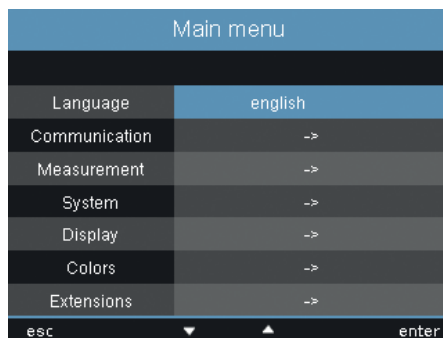 Main menu
Language english
Communication ->
Measurement ->
System ->
Display ->
Colors ->
Extensions ->
esc enter